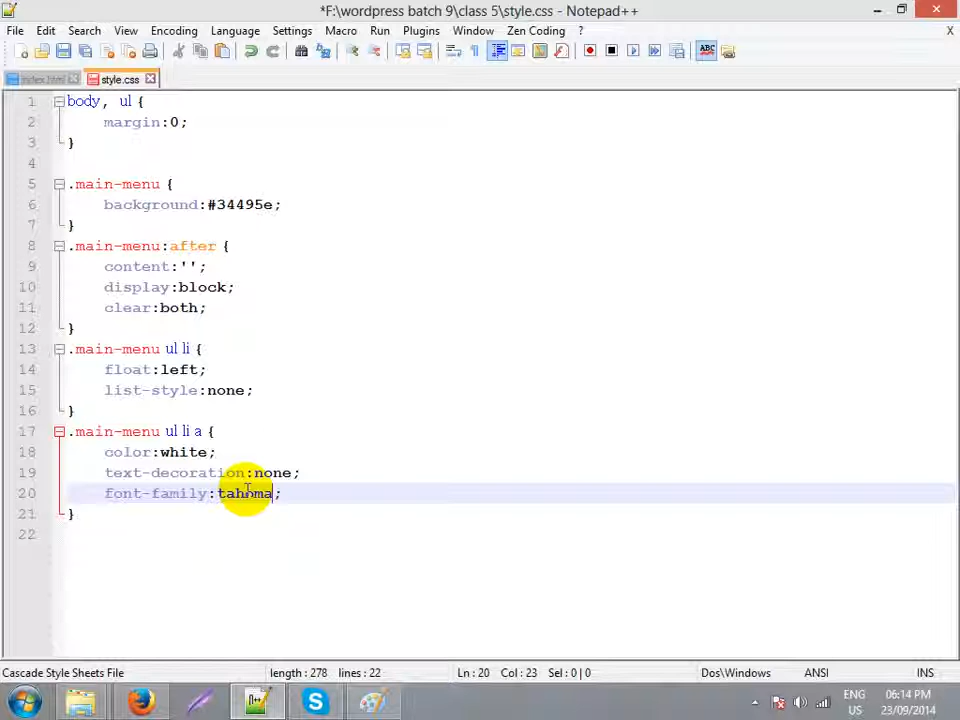 *F:\wordpress batch 9\class 5\style.css - Notepad++
File Edit Search View Encoding Language Settings Macro Run Plugins Window Zen Coding ? X
index.html style.css
1 body, ul {
2 margin:0;
3 }
4
5 .main-menu {
6 background:#34495e;
7 }
8 .main-menu:after {
9 content:'';
10 display:block;
11 clear:both;
12 }
13 .main-menu ul li {
14 float:left;
15 list-style:none;
16 }
17 .main-menu ul li a {
18 color:white;
19 text-decoration:none;
20 font-family:tahoma;
21 }
22
Cascade Style Sheets File length : 278 lines : 22 Ln : 20 Col : 23 Sel : 0 | 0 Dos\Windows ANSI INS
ENG 06:14 PM
US 23/09/2014